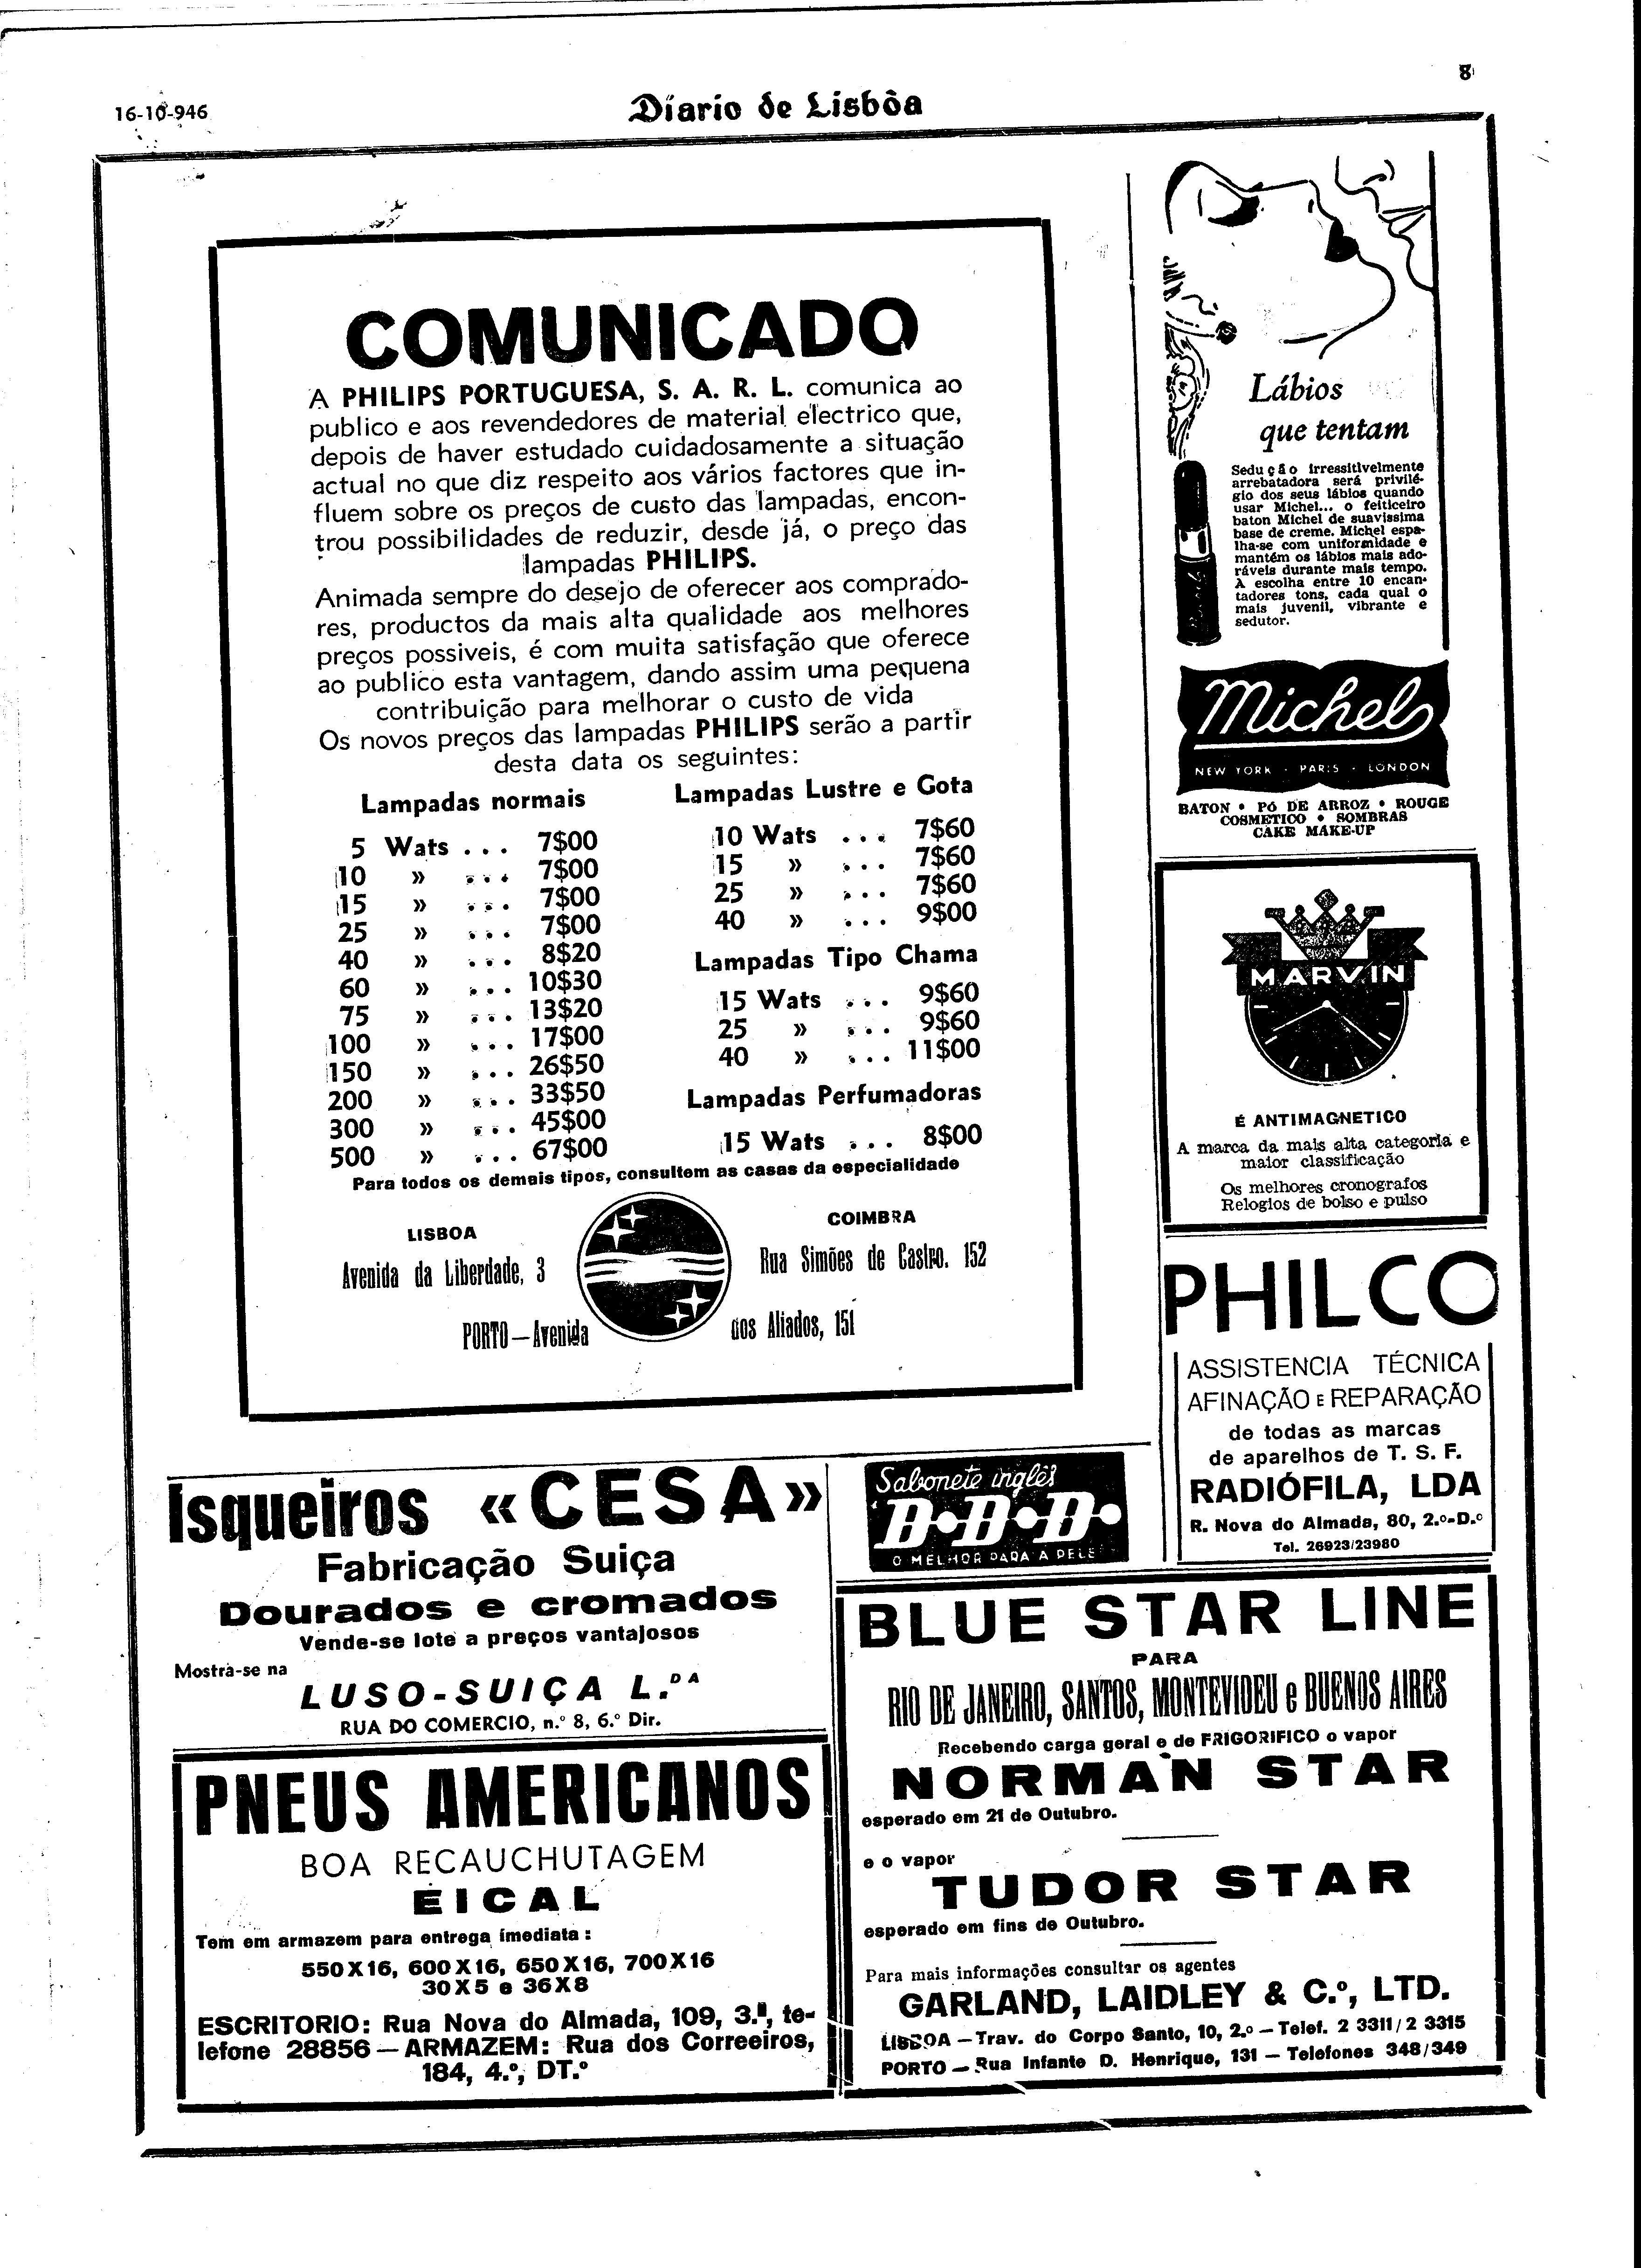 16-10-946
Diario de Lisbôa
8
COMUNICADO
A PHILIPS PORTUGUESA, S. A. R. L. comunica ao
publico e aos revendedores de material electrico que,
depois de haver estudado cuidadosamente a situação
actual no que diz respeito aos vários factores que in-
fluem sobre os preços de custo das lampadas, encon-
trou possibilidades de reduzir, desde já, o preço das
lampadas PHILIPS.
Animada sempre do desejo de oferecer aos comprado-
res, productos da mais alta qualidade aos melhores
preços possiveis, é com muita satisfação que oferece
ao publico esta vantagem, dando assim uma pequena
contribuição para melhorar o custo de vida
Os novos preços das lampadas PHILIPS serão a partir
desta data os seguintes:
Lampadas normais
5 Wats ... 7$00
10 » ... 7$00
15 » ... 7$00
25 » ... 7$00
40 » ... 8$20
60 » ... 10$30
75 » ... 13$20
100 » ... 17$00
150 » ... 26$50
200 » ... 33$50
300 » ... 45$00
500 » ... 67$00
Lampadas Lustre e Gota
10 Wats ... 7$60
15 » ... 7$60
25 » ... 7$60
40 » ... 9$00
Lampadas Tipo Chama
15 Wats ... 9$60
25 » ... 9$60
40 » ... 11$00
Lampadas Perfumadoras
15 Wats ... 8$00
Para todos os demais tipos, consultem as casas da especialidade
LISBOA
Avenida da Liberdade, 3
COIMBRA
Rua Simões de Castro, 152
PORTO — Avenida dos Aliados, 151
Lábios
que tentam
Sedução irressitivelmente
arrebatadora será privilé-
gio dos seus lábios quando
usar Michel... o feiticeiro
baton Michel de suavissima
base de creme. Michel espa-
lha-se com uniformidade e
mantém os lábios mais ado-
ráveis durante mais tempo.
A escolha entre 10 encan-
tadores tons, cada qual o
mais juvenil, vibrante e
sedutor.
Michel
NEW YORK · PARIS · LONDON
BATON • PÓ DE ARROZ • ROUGE
COSMETICO • SOMBRAS
CAKE MAKE-UP
MARVIN
É ANTIMAGNETICO
A marca da mais alta categoria e
maior classificação
Os melhores cronografos
Relogios de bolso e pulso
PHILCO
ASSISTENCIA TÉCNICA
AFINAÇÃO E REPARAÇÃO
de todas as marcas
de aparelhos de T. S. F.
RADIÓFILA, LDA
R. Nova do Almada, 80, 2.º-D.º
Tel. 26923/23980
Isqueiros «CESA»
Fabricação Suiça
Dourados e cromados
Vende-se lote a preços vantajosos
Mostra-se na
LUSO-SUIÇA L.DA
RUA DO COMERCIO, n.º 8, 6.º Dir.
Sabonete inglês
D·D·D·
O MELHOR PARA A PELE
PNEUS AMERICANOS
BOA RECAUCHUTAGEM
EICAL
Tem em armazem para entrega imediata:
550X16, 600X16, 650X16, 700X16
30X5 e 36X8
ESCRITORIO: Rua Nova do Almada, 109, 3.º, te-
lefone 28856 — ARMAZEM: Rua dos Correeiros,
184, 4.º, DT.º
BLUE STAR LINE
PARA
RIO DE JANEIRO, SANTOS, MONTEVIDEU e BUENOS AIRES
Recebendo carga geral e de FRIGORIFICO o vapor
NORMAN STAR
esperado em 21 de Outubro.
e o vapor
TUDOR STAR
esperado em fins de Outubro.
Para mais informações consultar os agentes
GARLAND, LAIDLEY & C.º, LTD.
LISBOA — Trav. do Corpo Santo, 10, 2.º — Telef. 2 3311/2 3315
PORTO — Rua Infante D. Henrique, 131 — Telefones 348/349